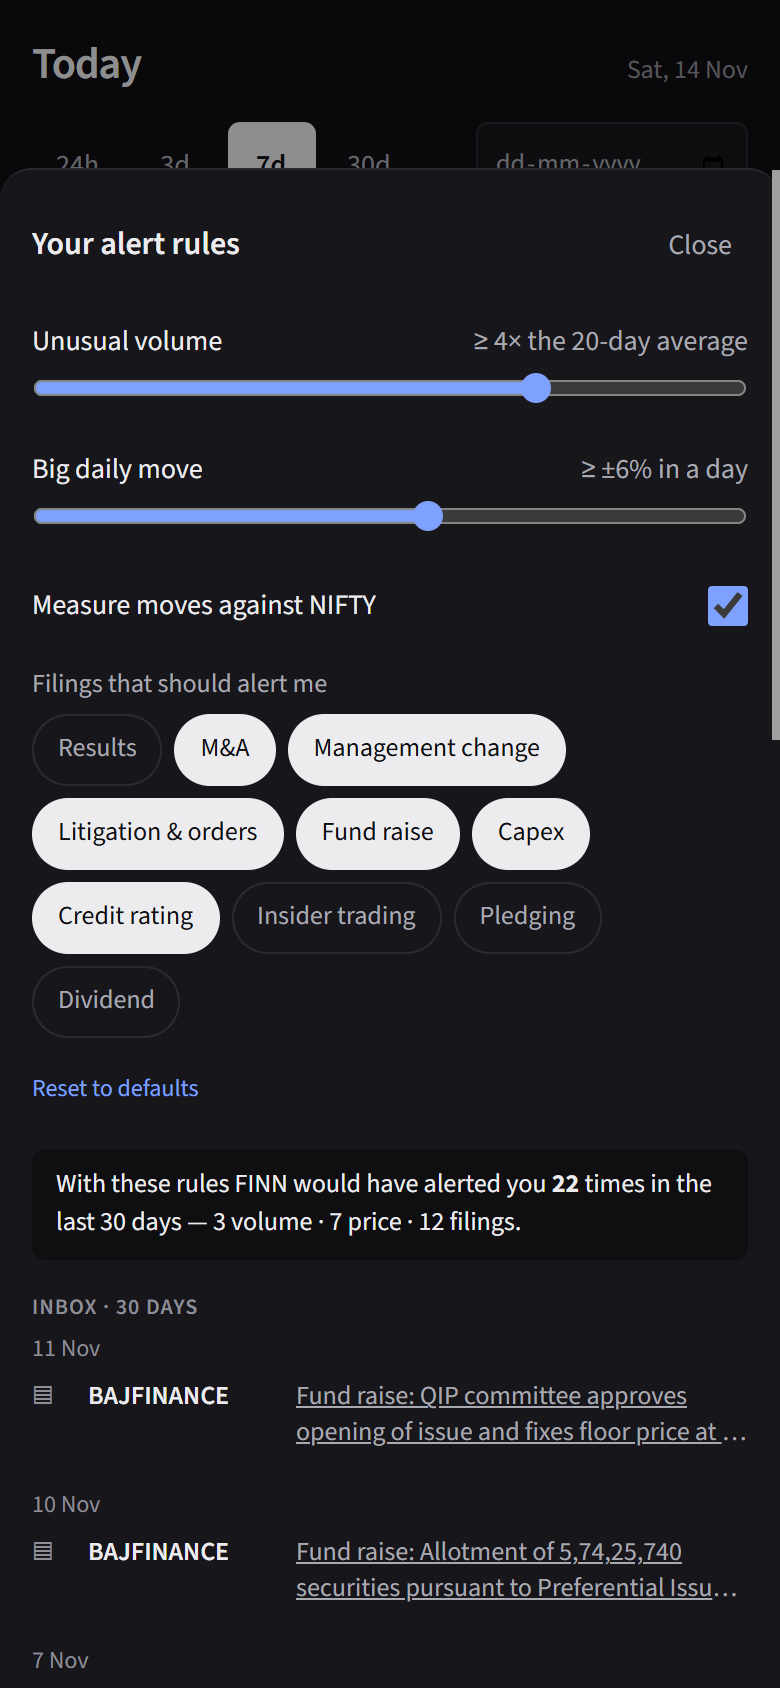 Today
Sat, 14 Nov
24h 3d 7d 30d dd-mm-yyyy
Your alert rules
Close
Unusual volume
≥ 4× the 20-day average
Big daily move
≥ ±6% in a day
Measure moves against NIFTY
Filings that should alert me
Results M&A Management change
Litigation & orders Fund raise Capex
Credit rating Insider trading Pledging
Dividend
Reset to defaults
With these rules FINN would have alerted you 22 times in the
last 30 days — 3 volume · 7 price · 12 filings.
INBOX · 30 DAYS
11 Nov
BAJFINANCE
Fund raise: QIP committee approves
opening of issue and fixes floor price at …
10 Nov
BAJFINANCE
Fund raise: Allotment of 5,74,25,740
securities pursuant to Preferential Issu…
7 Nov